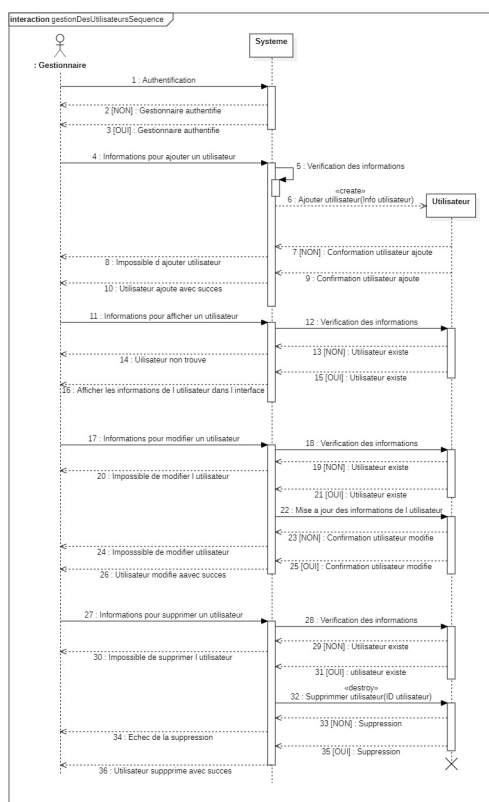 interaction gestionDesUtilisateursSequence
: Gestionnaire
Systeme
1 : Authentification
2 [NON] : Gestionnaire authentifie
3 [OUI] : Gestionnaire authentifie
4 : Informations pour ajouter un utilisateur
5 : Verification des informations
«create»
6 : Ajouter utillisateur(Info utilisateur)
Utilisateur
7 [NON] : Conformation utilisateur ajoute
8 : Impossible d ajouter utilisateur
9 : Confirmation utilisateur ajoute
10 : Utilisateur ajoute avec succes
11 : Informations pour afficher un utilisateur
12 : Verification des informations
13 [NON] : Utilisateur existe
14 : Uilisateur non trouve
15 [OUI] : Utilisateur existe
16 : Afficher les informations de l utilisateur dans l interface
17 : Informations pour modifier un utilisateur
18 : Verification des informations
19 [NON] : Utilisateur existe
20 : Impossible de modifier l utilisateur
21 [OUI] : Utilisateur existe
22 : Mise a jour des informations de l utilisateur
23 [NON] : Confirmation utilisateur modifie
24 : Imposssible de modifier utilisateur
25 [OUI] : Confirmation utilisateur modifie
26 : Utilisateur modifie aavec succes
27 : Informations pour supprimer un utilisateur
28 : Verification des informations
29 [NON] : Utilisateur existe
30 : Impossible de supprimer l utilisateur
31 [OUI] : utilisateur existe
«destroy»
32 : Supprimmer utilisateur(ID utilisateur)
33 [NON] : Suppression
34 : Echec de la suppression
35 [OUI] : Suppression
36 : Utilisateur suppprime avec succes